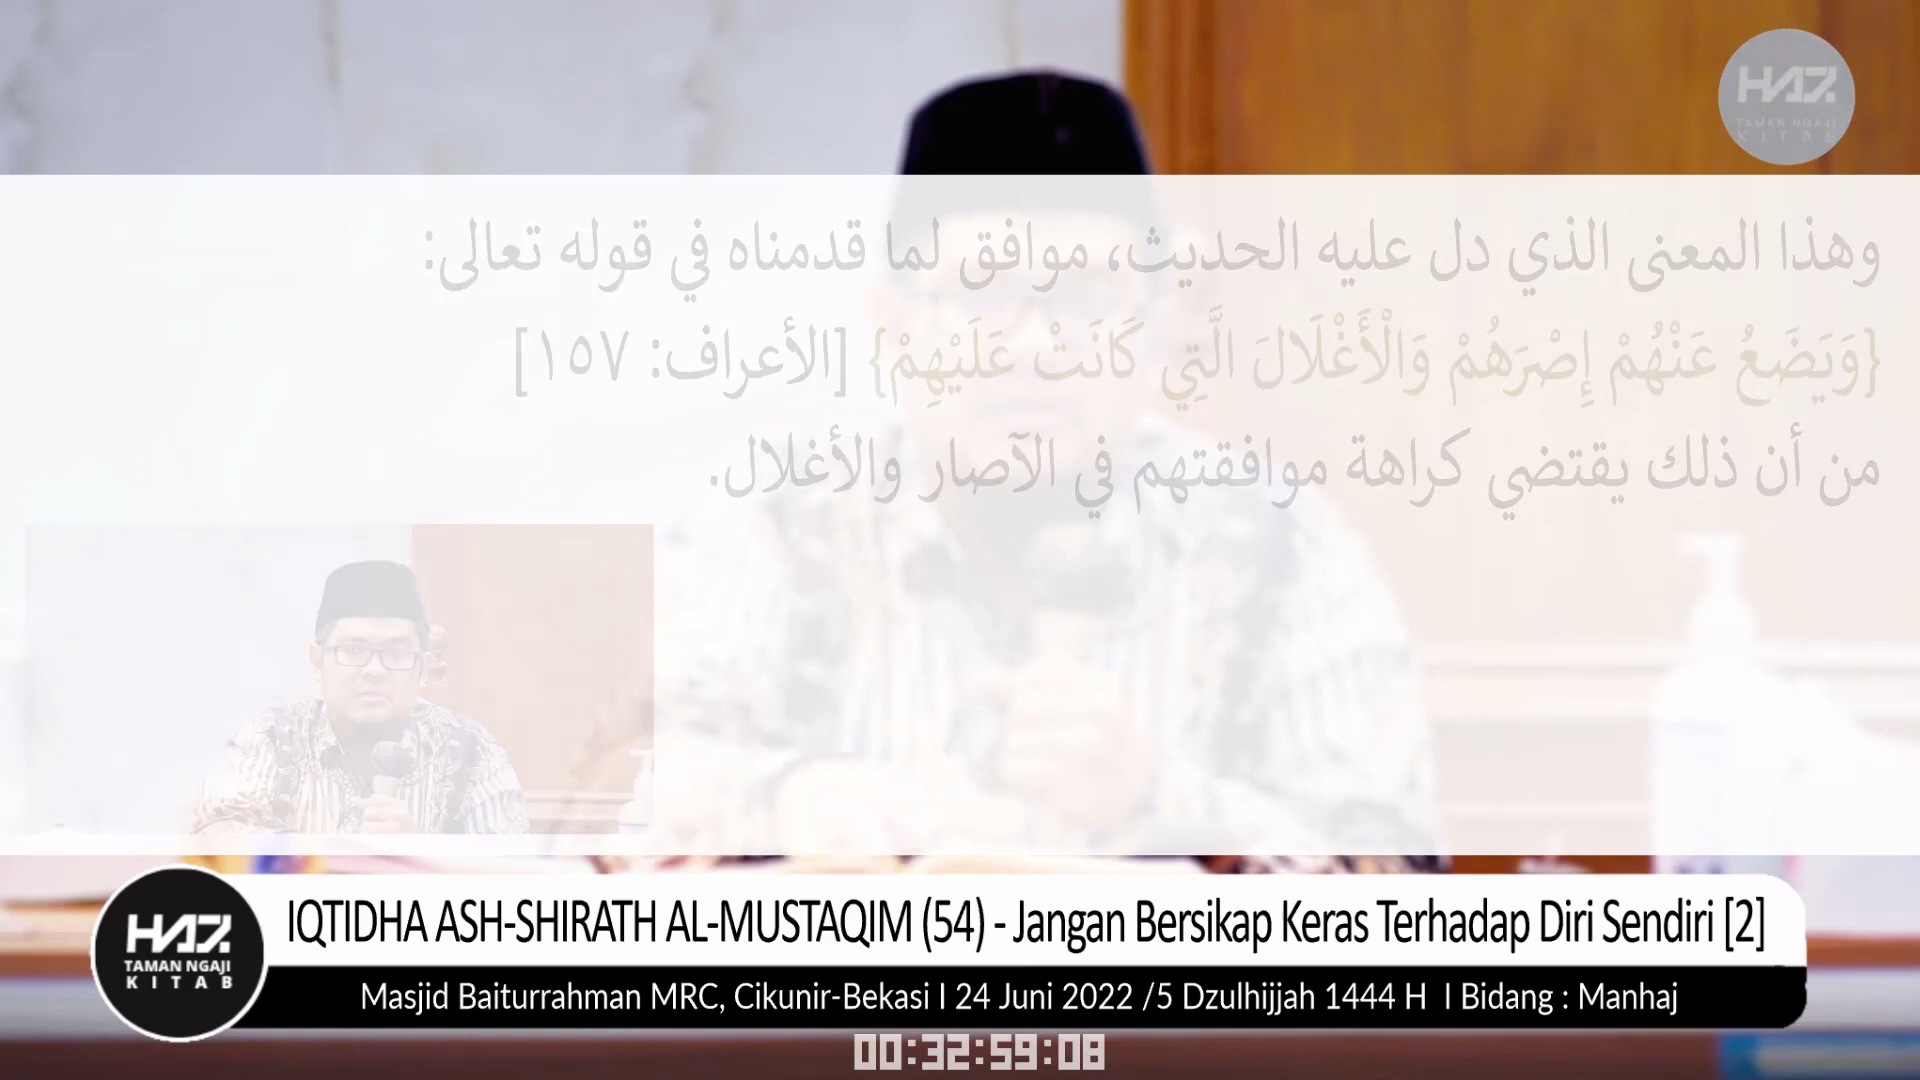 HAZ
TAMAN NGAJI
KITAB
وهذا المعنى الذي دل عليه الحديث، موافق لما قدمناه في قوله تعالى:
{وَيَضَعُ عَنْهُمْ إِصْرَهُمْ وَالْأَغْلَالَ الَّتِي كَانَتْ عَلَيْهِمْ} [الأعراف: ١٥٧]
من أن ذلك يقتضي كراهة موافقتهم في الآصار والأغلال.
HAZ
TAMAN NGAJI
KITAB
IQTIDHA ASH-SHIRATH AL-MUSTAQIM (54) - Jangan Bersikap Keras Terhadap Diri Sendiri [2]
Masjid Baiturrahman MRC, Cikunir-Bekasi I 24 Juni 2022 /5 Dzulhijjah 1444 H I Bidang : Manhaj
00:32:59:08